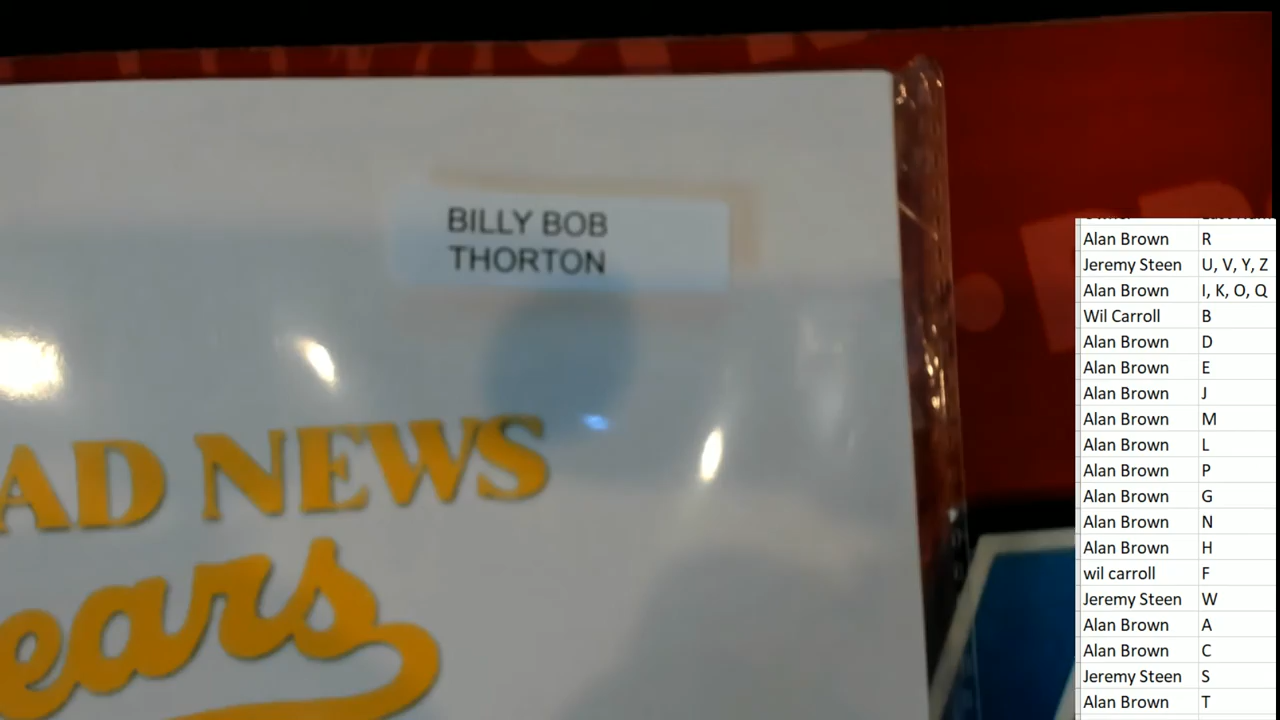 BILLY BOB
THORTON
AD NEWS
ears
Alan Brown R
Jeremy Steen U, V, Y, Z
Alan Brown I, K, O, Q
Wil Carroll B
Alan Brown D
Alan Brown E
Alan Brown J
Alan Brown M
Alan Brown L
Alan Brown P
Alan Brown G
Alan Brown N
Alan Brown H
wil carroll F
Jeremy Steen W
Alan Brown A
Alan Brown C
Jeremy Steen S
Alan Brown T